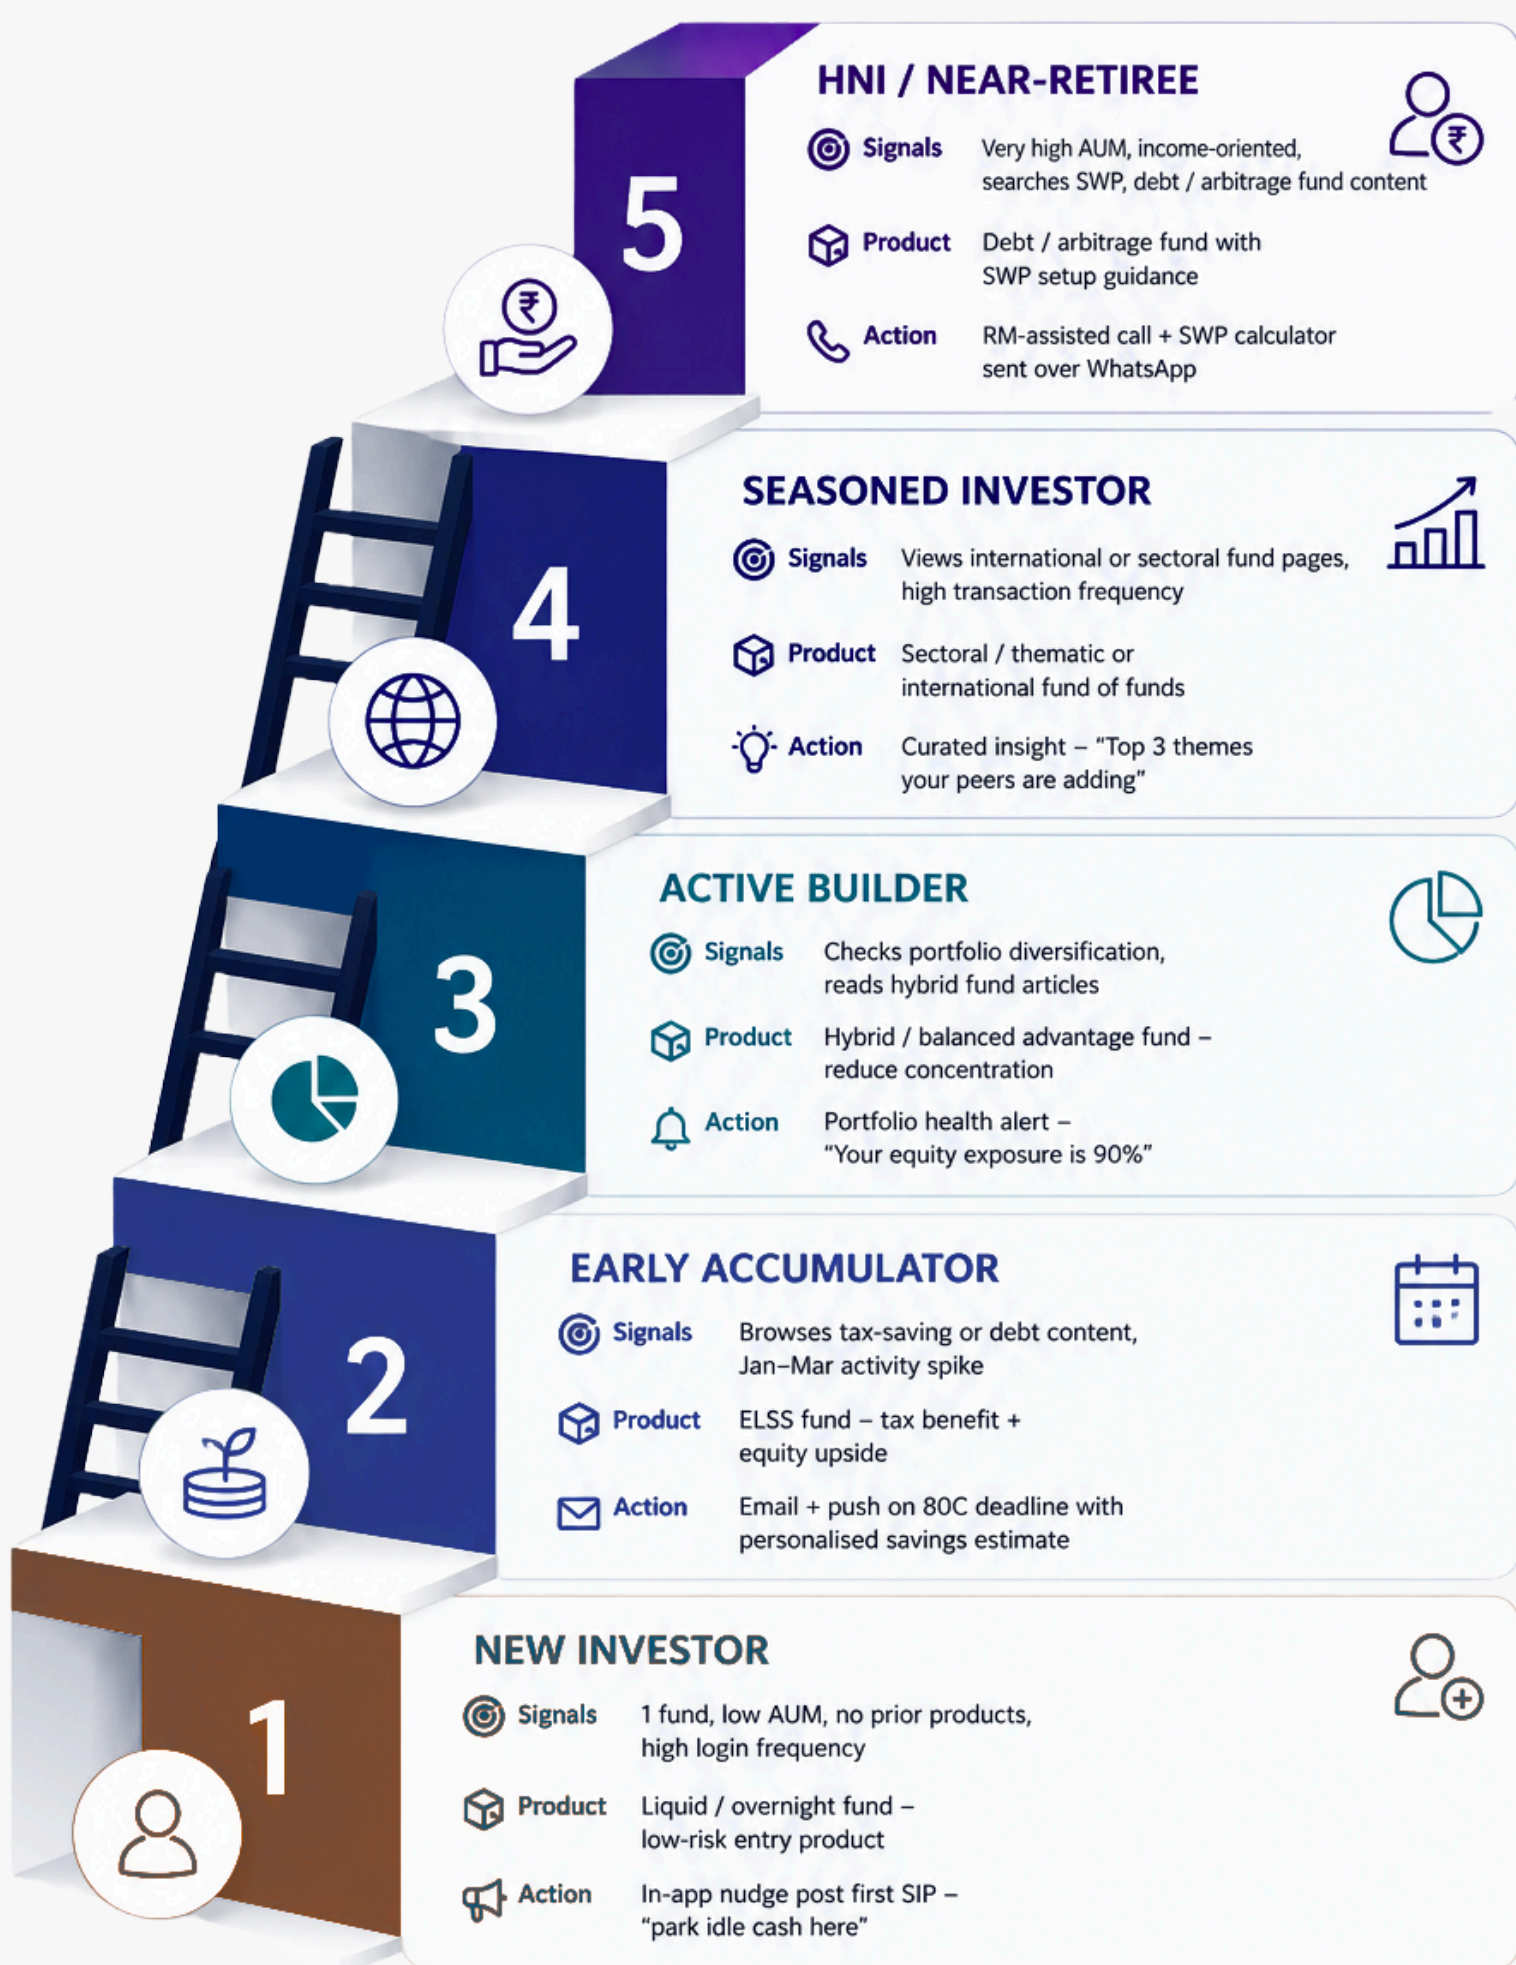 5
HNI / NEAR-RETIREE
Signals
Very high AUM, income-oriented,
searches SWP, debt / arbitrage fund content
Product
Debt / arbitrage fund with
SWP setup guidance
Action
RM-assisted call + SWP calculator
sent over WhatsApp
₹
₹
4
SEASONED INVESTOR
Signals
Views international or sectoral fund pages,
high transaction frequency
Product
Sectoral / thematic or
international fund of funds
Action
Curated insight – “Top 3 themes
your peers are adding”
3
ACTIVE BUILDER
Signals
Checks portfolio diversification,
reads hybrid fund articles
Product
Hybrid / balanced advantage fund –
reduce concentration
Action
Portfolio health alert –
“Your equity exposure is 90%”
2
EARLY ACCUMULATOR
Signals
Browses tax-saving or debt content,
Jan–Mar activity spike
Product
ELSS fund – tax benefit +
equity upside
Action
Email + push on 80C deadline with
personalised savings estimate
1
NEW INVESTOR
Signals
1 fund, low AUM, no prior products,
high login frequency
Product
Liquid / overnight fund –
low-risk entry product
Action
In-app nudge post first SIP –
“park idle cash here”